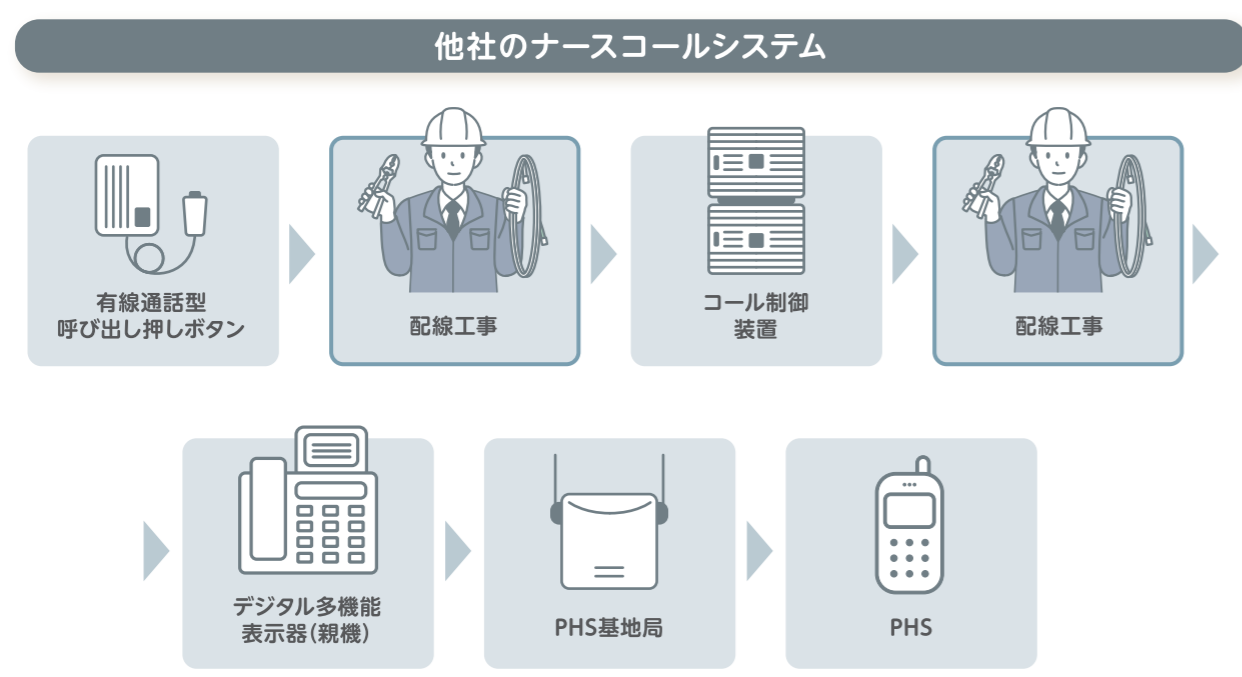 他社のナースコールシステム
有線通話型
呼び出し押しボタン
配線工事
コール制御
装置
配線工事
デジタル多機能
表示器(親機)
PHS基地局
PHS